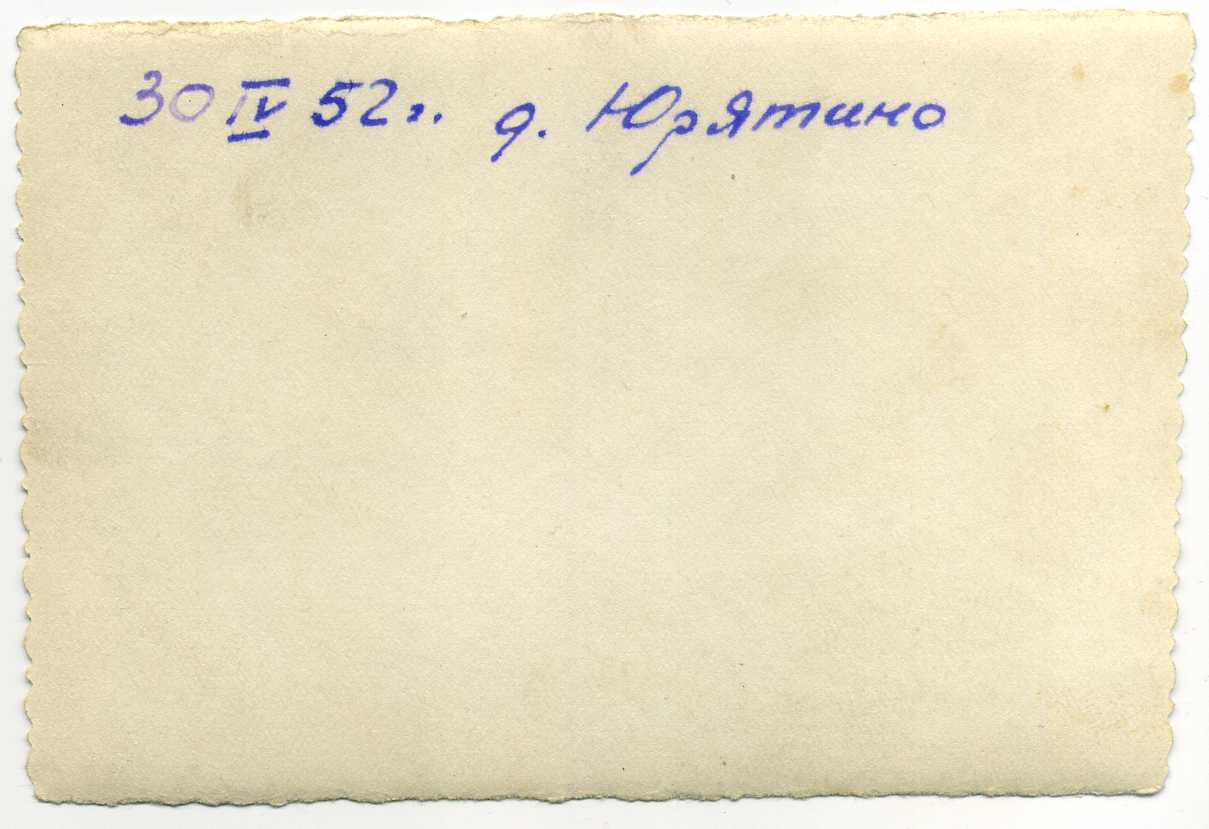 30 IV 52 г. д. Юрятино